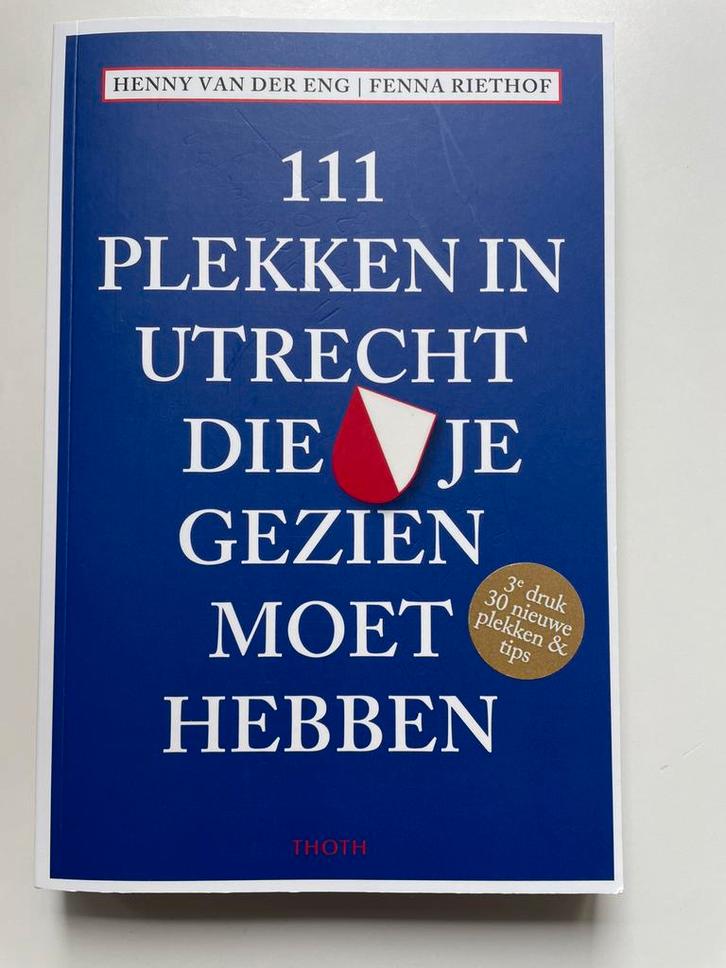 HENNY VAN DER ENG | FENNA RIETHOF
111
PLEKKEN IN
UTRECHT
DIE JE
GEZIEN
MOET
HEBBEN
3e druk
30 nieuwe
plekken &
tips
THOTH